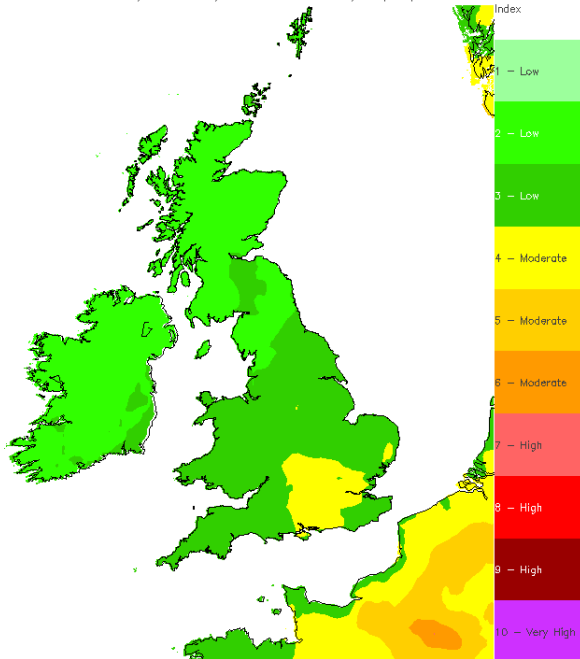 Index
1 - Low
2 - Low
3 - Low
4 - Moderate
5 - Moderate
6 - Moderate
7 - High
8 - High
9 - High
10 - Very High